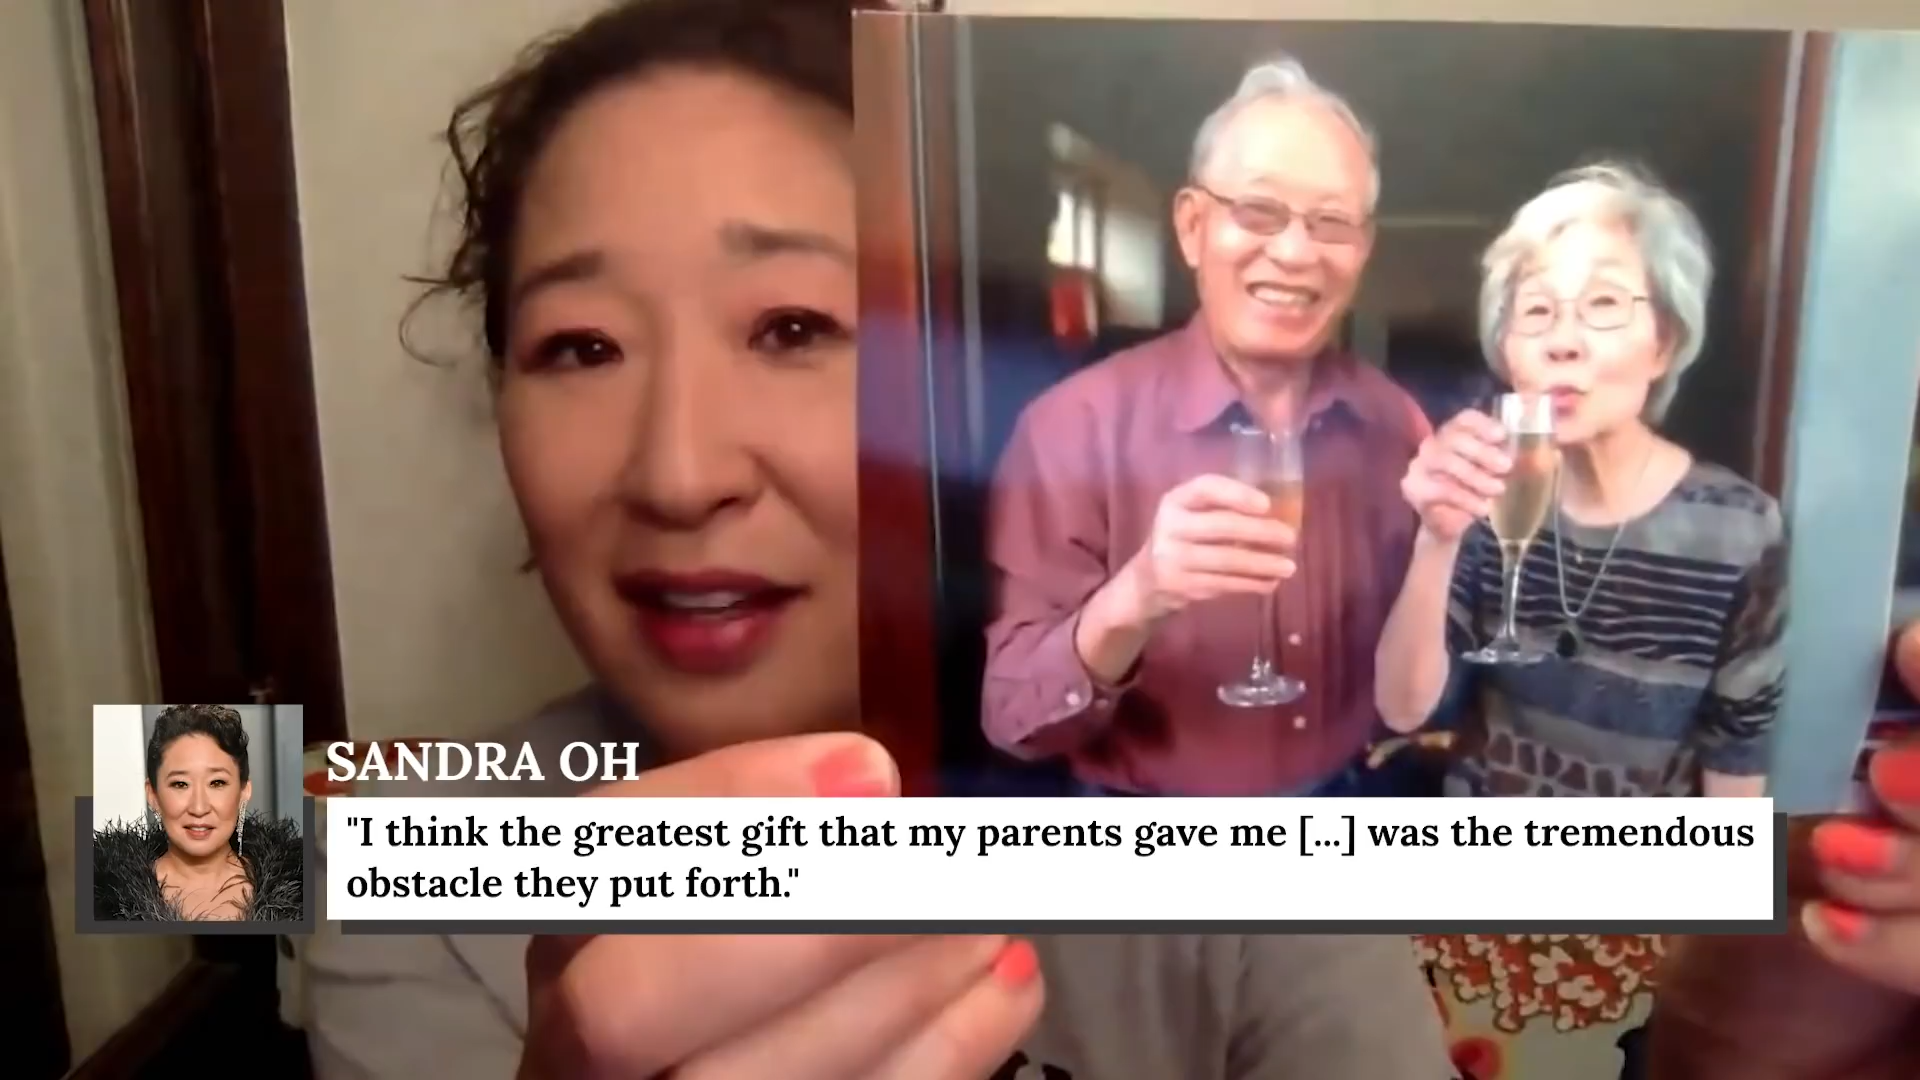 SANDRA OH
"I think the greatest gift that my parents gave me [...] was the tremendous
obstacle they put forth."